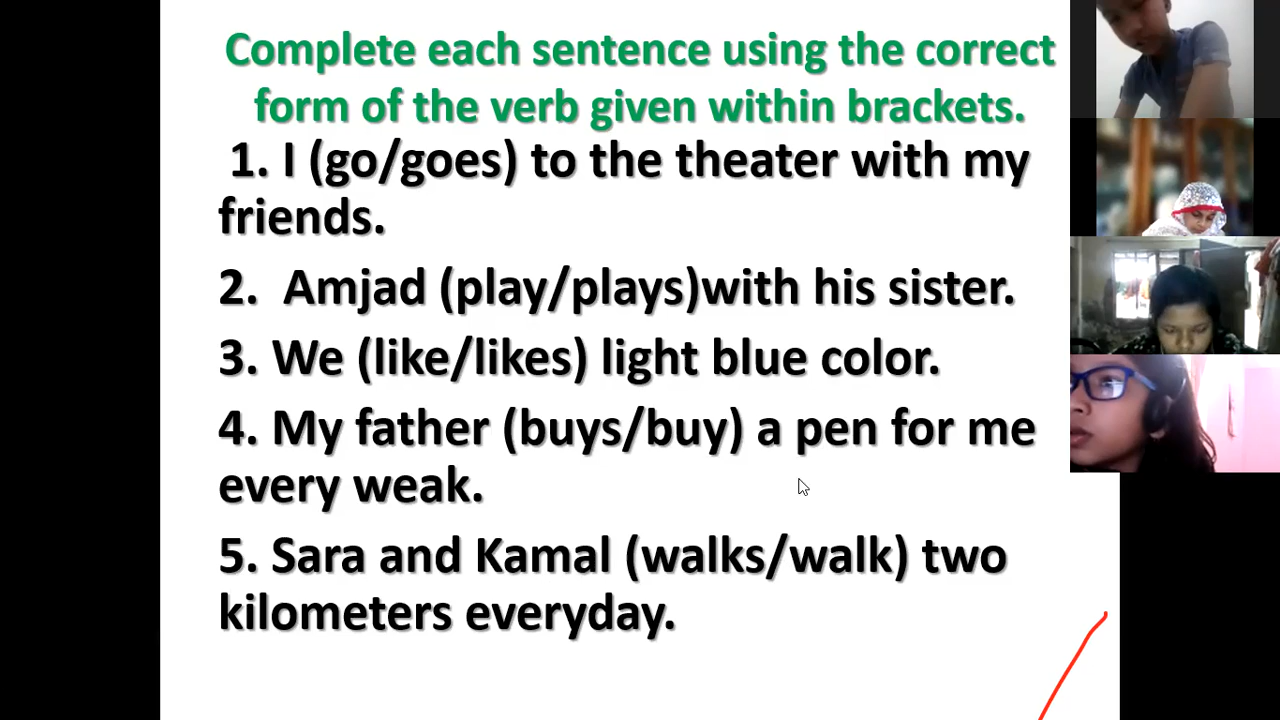 Complete each sentence using the correct
form of the verb given within brackets.
1. I (go/goes) to the theater with my
friends.
2. Amjad (play/plays)with his sister.
3. We (like/likes) light blue color.
4. My father (buys/buy) a pen for me
every weak.
5. Sara and Kamal (walks/walk) two
kilometers everyday.